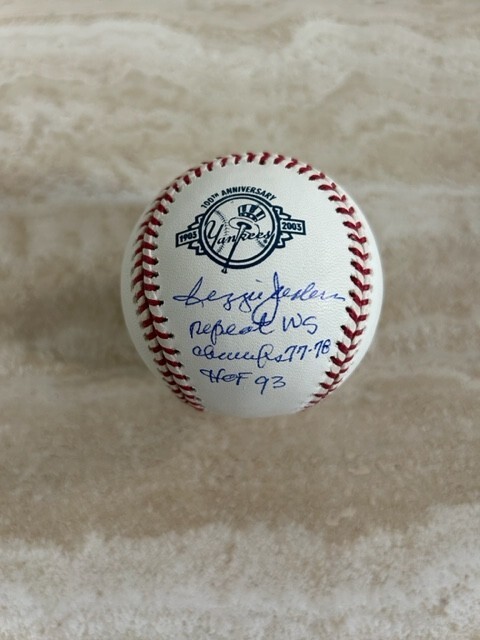 100TH ANNIVERSARY
1903 Yankees 2003
Reggie Jackson
repeat WS
champs 77-78
HOF 93